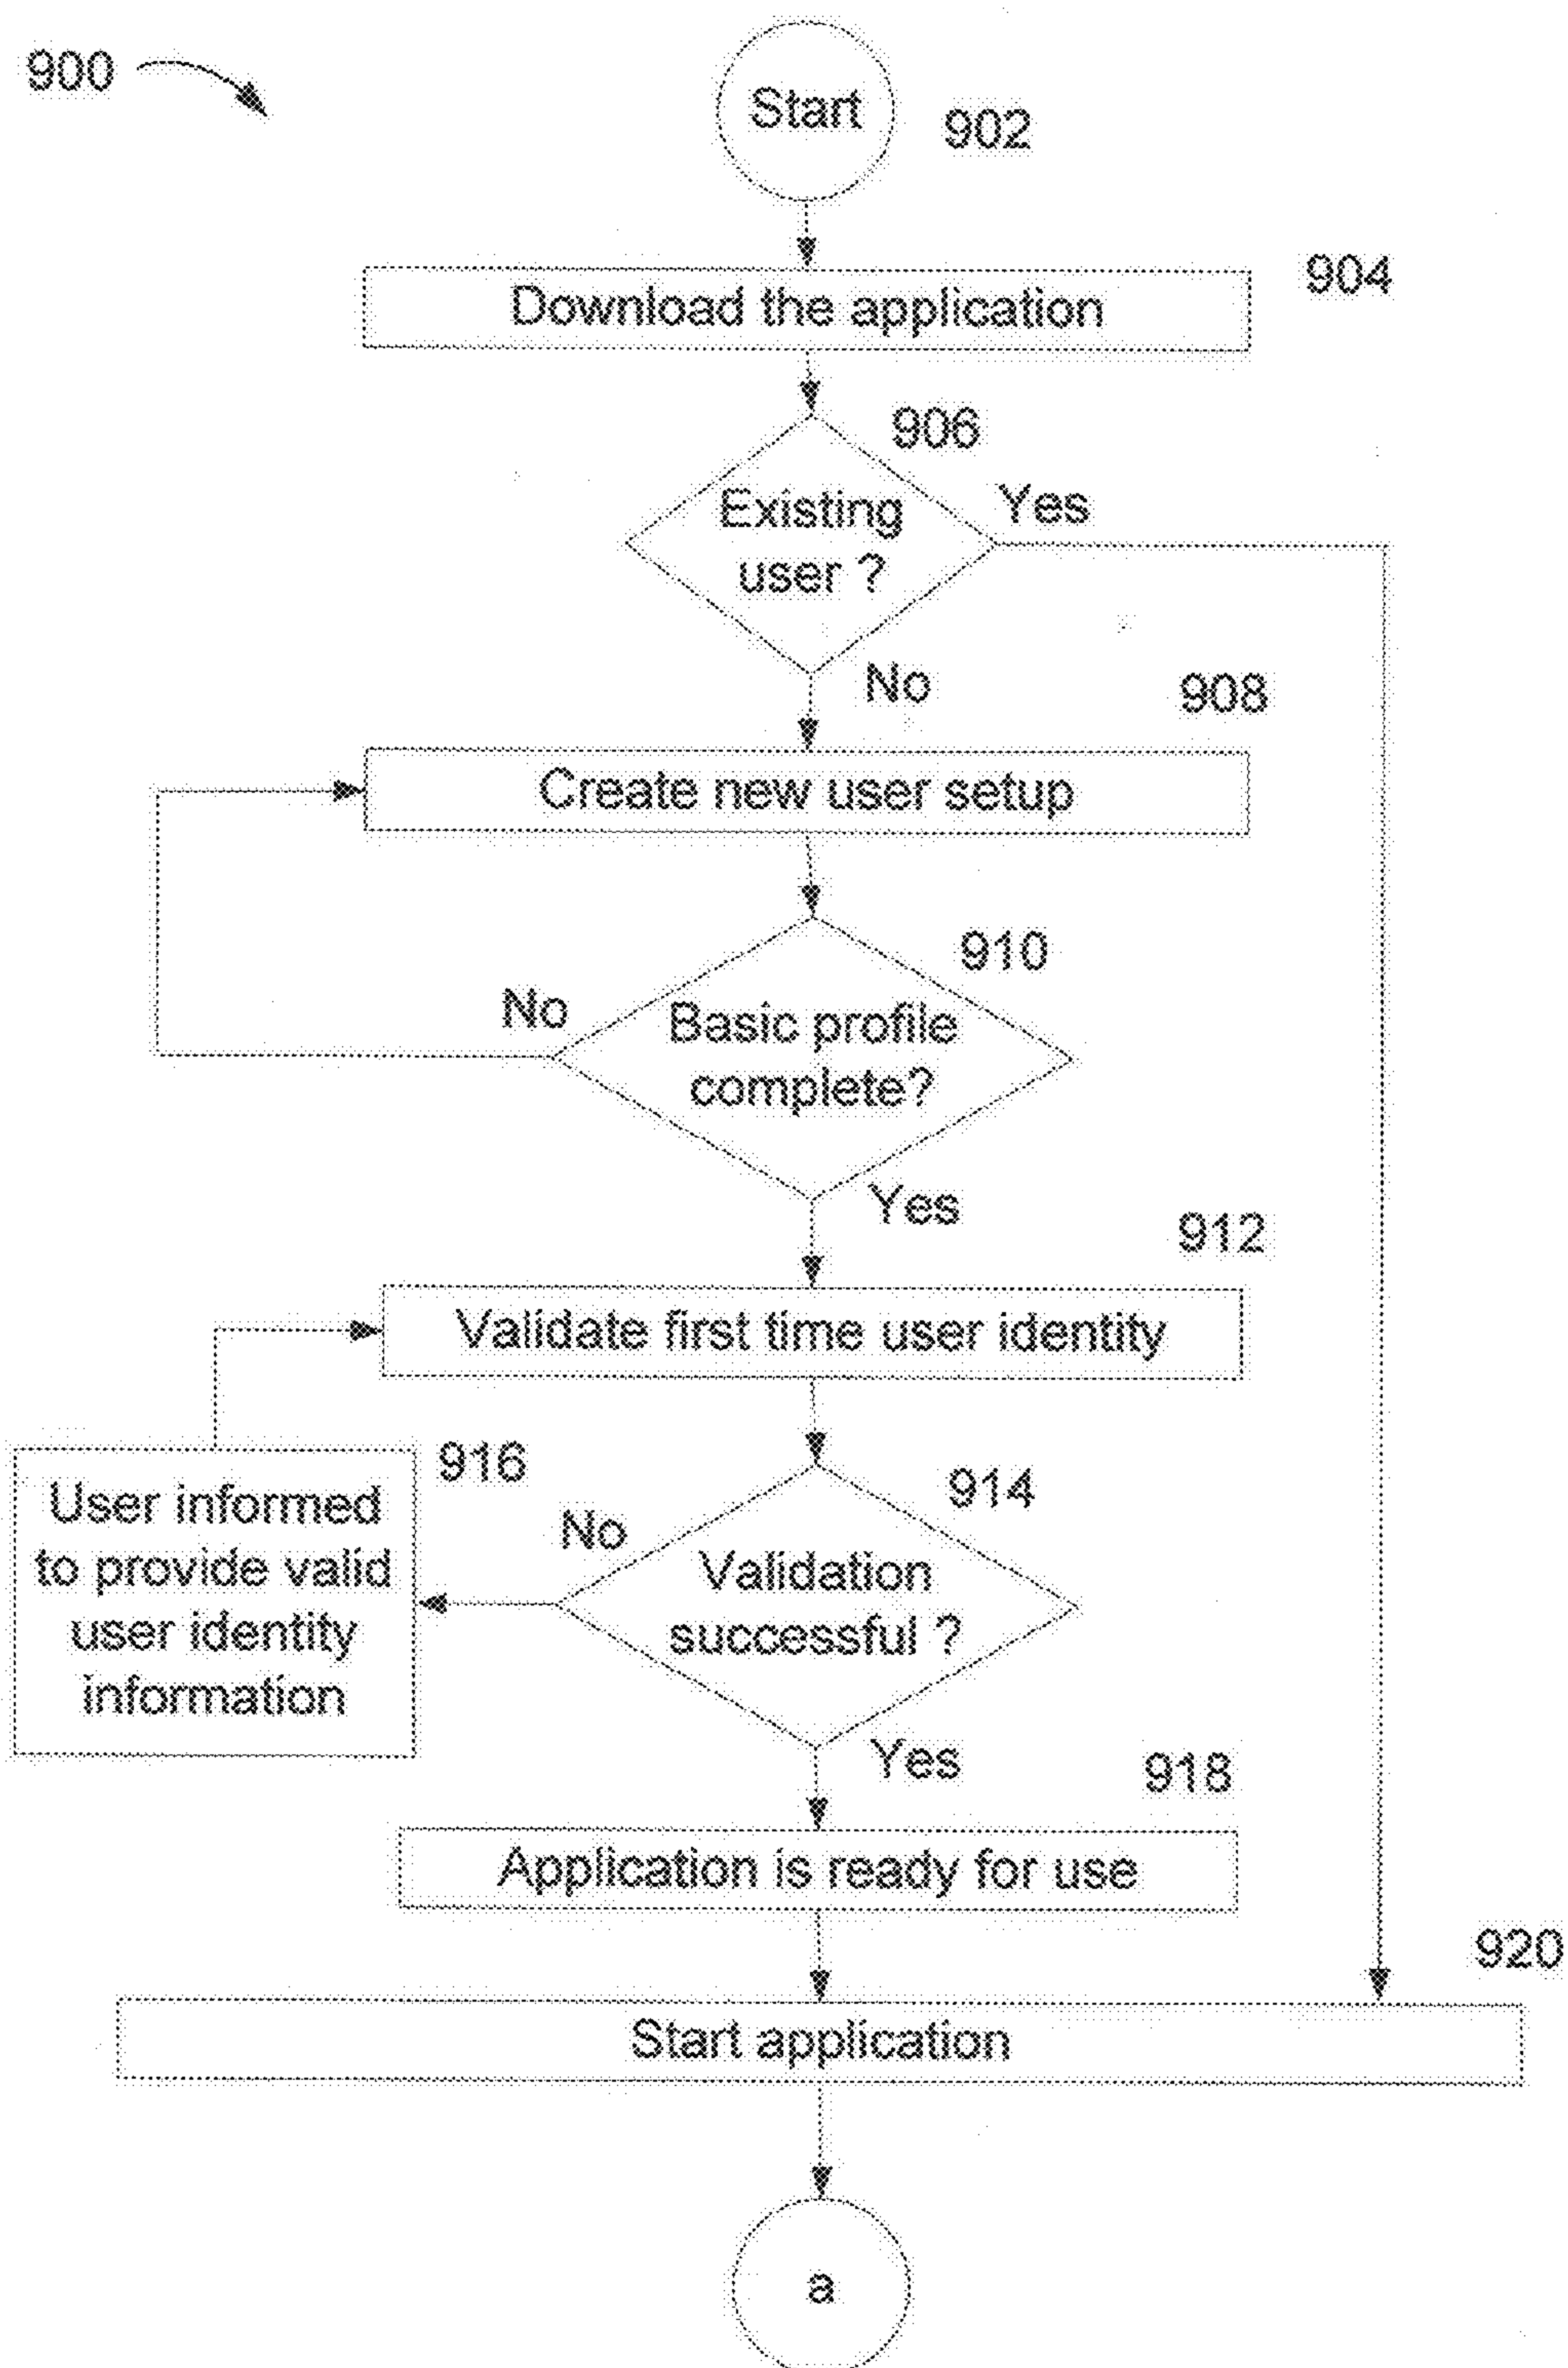 900
Start
902
904
Download the application
906
Existing
user ?
Yes
No
908
Create new user setup
910
No
Basic profile
complete?
Yes
912
Validate first time user identity
916
User informed
to provide valid
user identity
information
914
No
Validation
successful ?
Yes
918
Application is ready for use
920
Start application
a